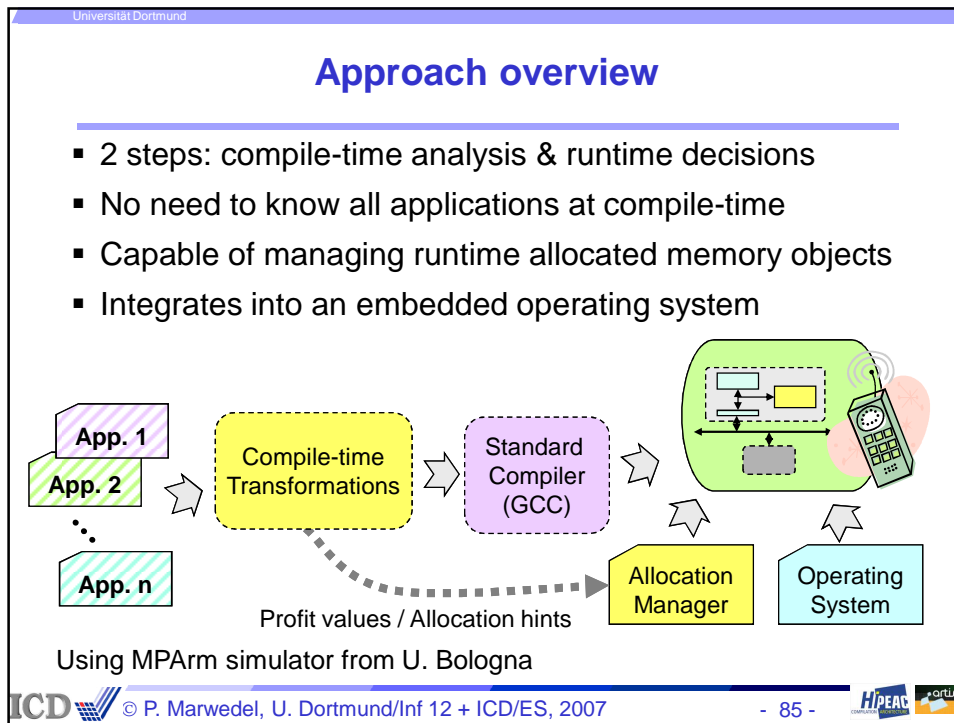 Universität Dortmund
Approach overview
▪ 2 steps: compile-time analysis & runtime decisions
▪ No need to know all applications at compile-time
▪ Capable of managing runtime allocated memory objects
▪ Integrates into an embedded operating system
App. 1
App. 2
App. n
Compile-time
Transformations
Standard
Compiler
(GCC)
Allocation
Manager
Operating
System
Profit values / Allocation hints
Using MPArm simulator from U. Bologna
ICD
© P. Marwedel, U. Dortmund/Inf 12 + ICD/ES, 2007
- 85 -
HiPEAC
COMPILATION ARCHITECTURE